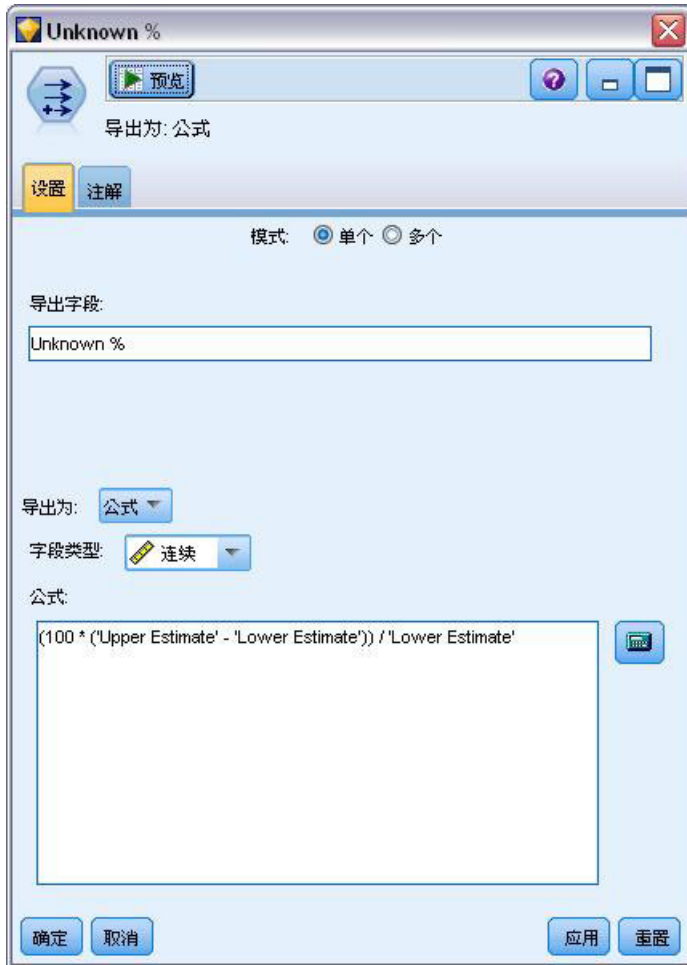 Unknown %
预览
导出为: 公式
设置 注解
模式: 单个 多个
导出字段:
Unknown %
导出为: 公式
字段类型: 连续
公式:
(100 * ('Upper Estimate' - 'Lower Estimate')) / 'Lower Estimate'
确定 取消 应用 重置